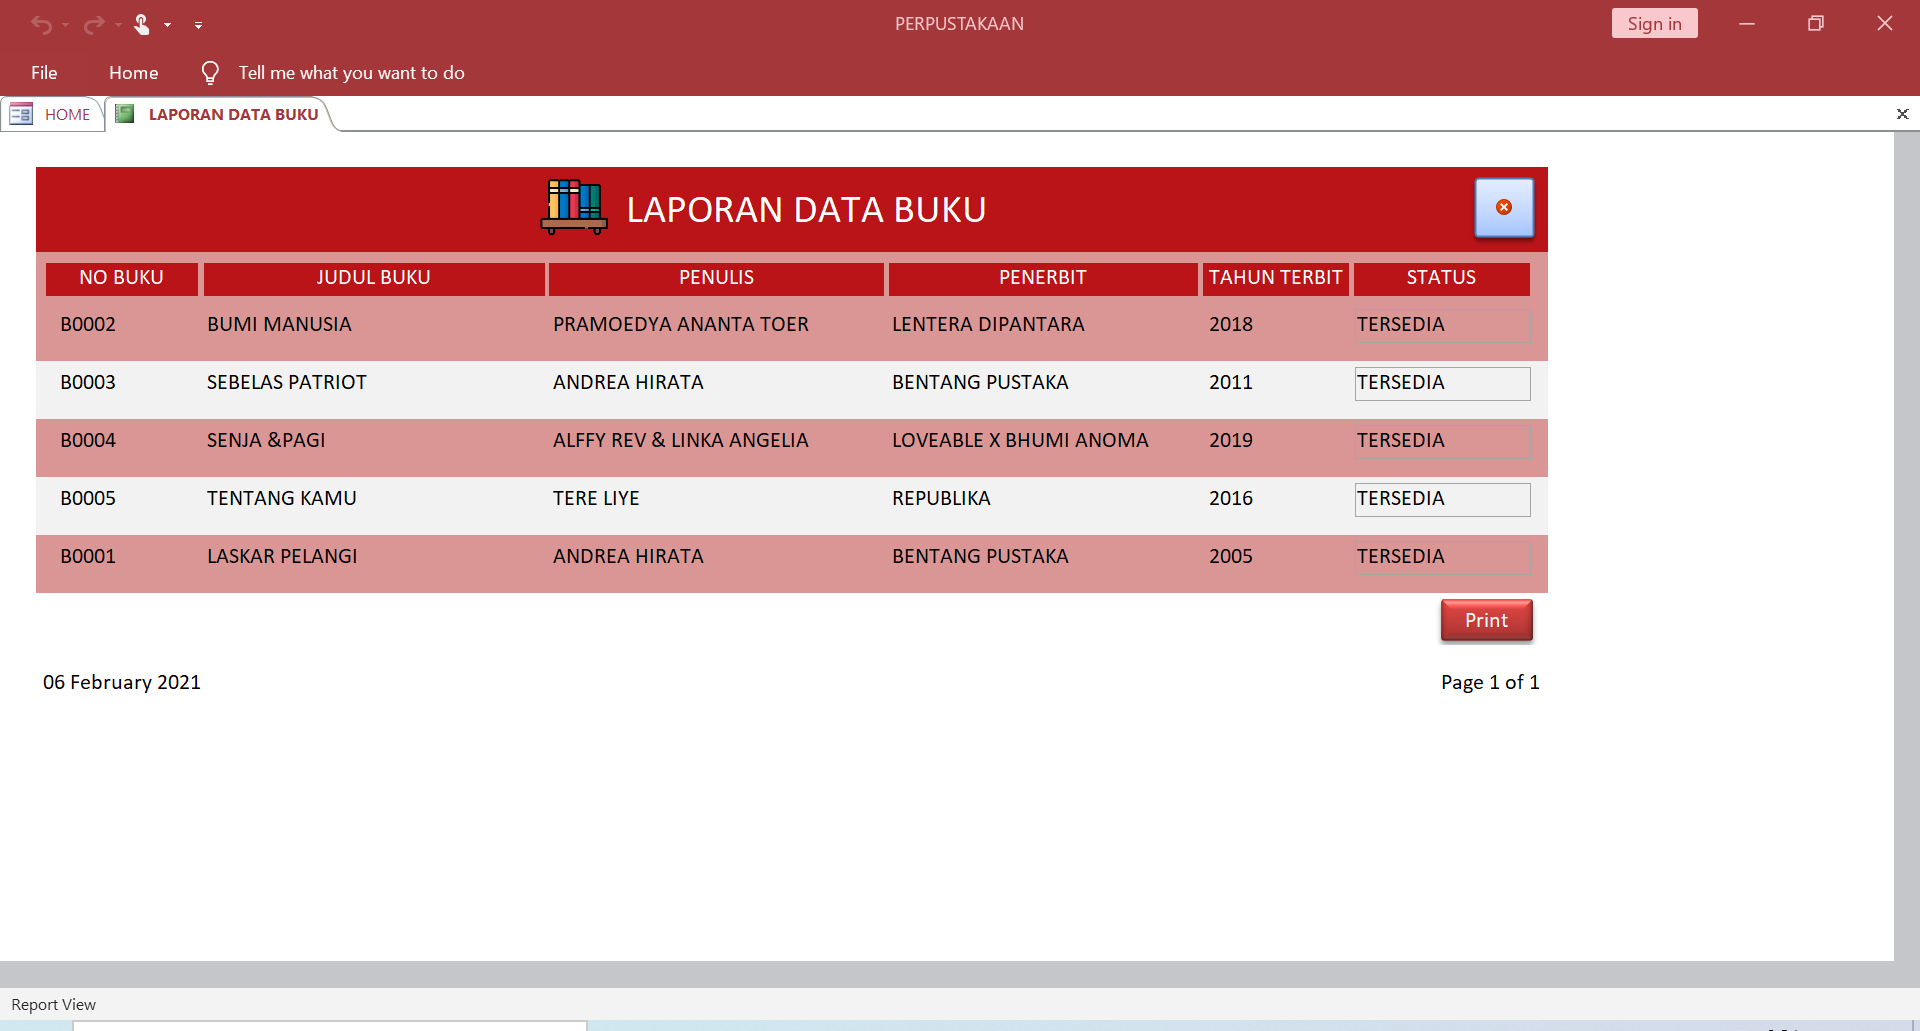 PERPUSTAKAAN
Sign in
File Home Tell me what you want to do
HOME LAPORAN DATA BUKU
LAPORAN DATA BUKU
NO BUKU JUDUL BUKU PENULIS PENERBIT TAHUN TERBIT STATUS
B0002 BUMI MANUSIA PRAMOEDYA ANANTA TOER LENTERA DIPANTARA 2018 TERSEDIA
B0003 SEBELAS PATRIOT ANDREA HIRATA BENTANG PUSTAKA 2011 TERSEDIA
B0004 SENJA &PAGI ALFFY REV & LINKA ANGELIA LOVEABLE X BHUMI ANOMA 2019 TERSEDIA
B0005 TENTANG KAMU TERE LIYE REPUBLIKA 2016 TERSEDIA
B0001 LASKAR PELANGI ANDREA HIRATA BENTANG PUSTAKA 2005 TERSEDIA
Print
06 February 2021 Page 1 of 1
Report View